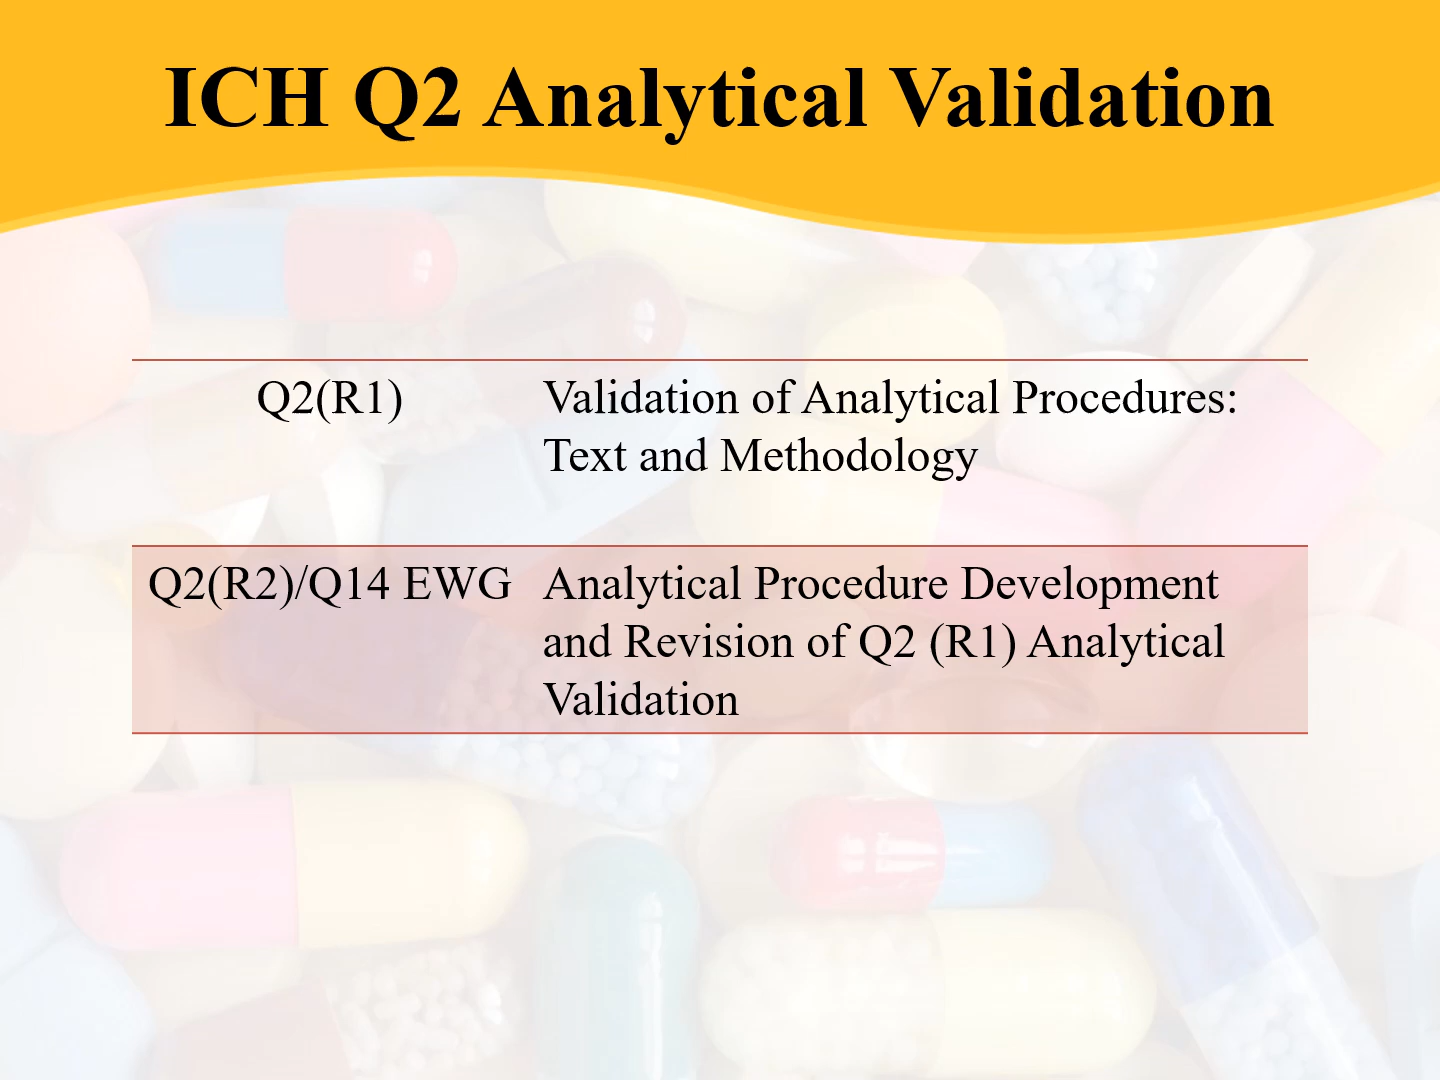 ICH Q2 Analytical Validation
Q2(R1)
Validation of Analytical Procedures:
Text and Methodology
Q2(R2)/Q14 EWG
Analytical Procedure Development
and Revision of Q2 (R1) Analytical
Validation